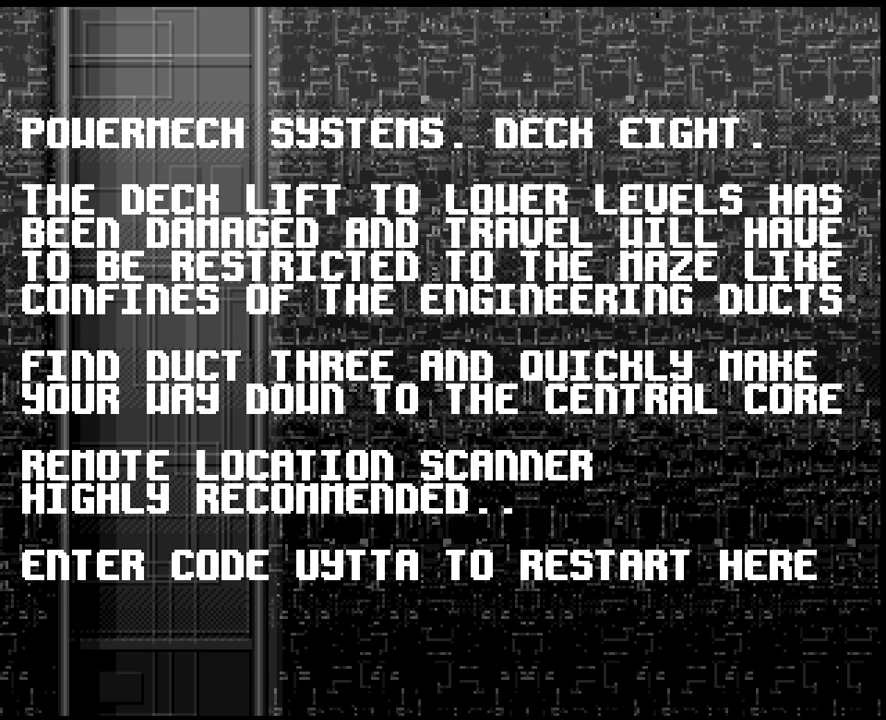 POWERMECH SYSTEMS. DECK EIGHT.
THE DECK LIFT TO LOWER LEVELS HAS
BEEN DAMAGED AND TRAVEL WILL HAVE
TO BE RESTRICTED TO THE MAZE LIKE
CONFINES OF THE ENGINEERING DUCTS
FIND DUCT THREE AND QUICKLY MAKE
YOUR WAY DOWN TO THE CENTRAL CORE
REMOTE LOCATION SCANNER
HIGHLY RECOMMENDED..
ENTER CODE VYTTA TO RESTART HERE